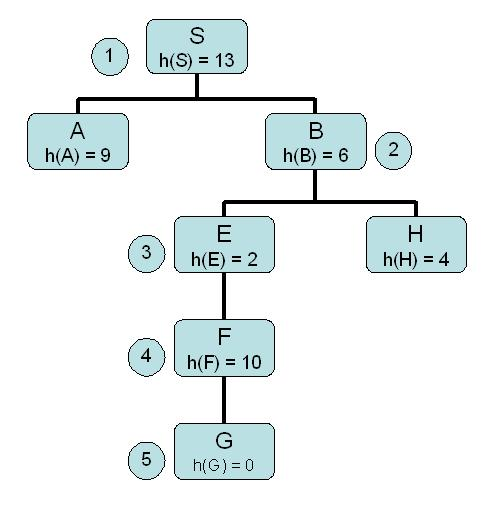 S
1
h(S) = 13
A
h(A) = 9
B
h(B) = 6
2
E
3
h(E) = 2
H
h(H) = 4
F
4
h(F) = 10
G
5
h(G) = 0